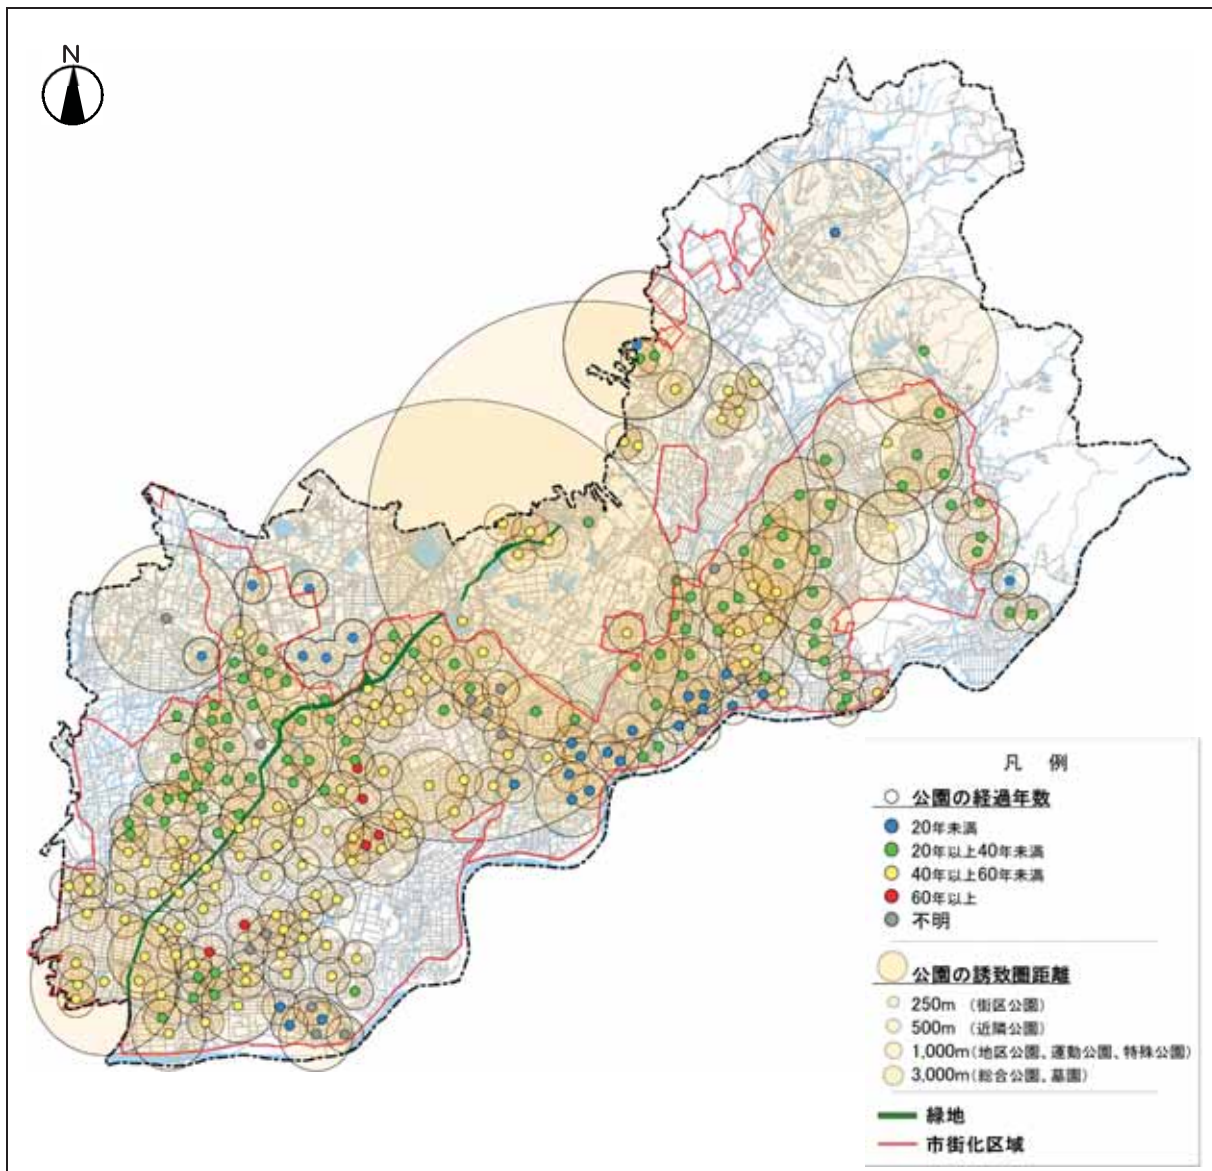 N
凡 例
公園の経過年数
20年未満
20年以上40年未満
40年以上60年未満
60年以上
不明
公園の誘致圏距離
250m (街区公園)
500m (近隣公園)
1,000m(地区公園、運動公園、特殊公園)
3,000m(総合公園、墓園)
緑地
市街化区域